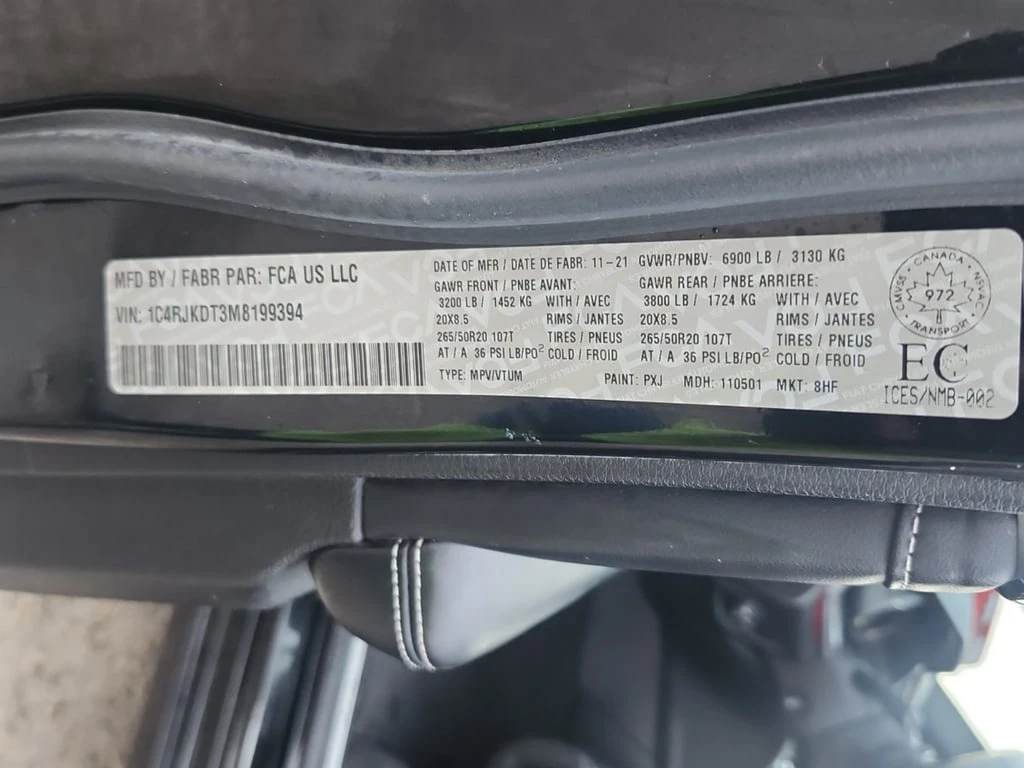 MFD BY / FABR PAR: FCA US LLC
VIN: 1C4RJKDT3M8199394
DATE OF MFR / DATE DE FABR: 11-21 GVWR/PNBV: 6900 LB / 3130 KG
GAWR FRONT / PNBE AVANT:
3200 LB / 1452 KG WITH / AVEC
20X8.5 RIMS / JANTES
265/50R20 107T TIRES / PNEUS
AT / A 36 PSI LB/PO² COLD / FROID
GAWR REAR / PNBE ARRIERE:
3800 LB / 1724 KG WITH / AVEC
20X8.5 RIMS / JANTES
265/50R20 107T TIRES / PNEUS
AT / A 36 PSI LB/PO² COLD / FROID
TYPE: MPV/VTUM PAINT: PXJ MDH: 110501 MKT: 8HF
CANADA
CMVSS 972 NSVAC
TRANSPORT
EC
ICES/NMB-002